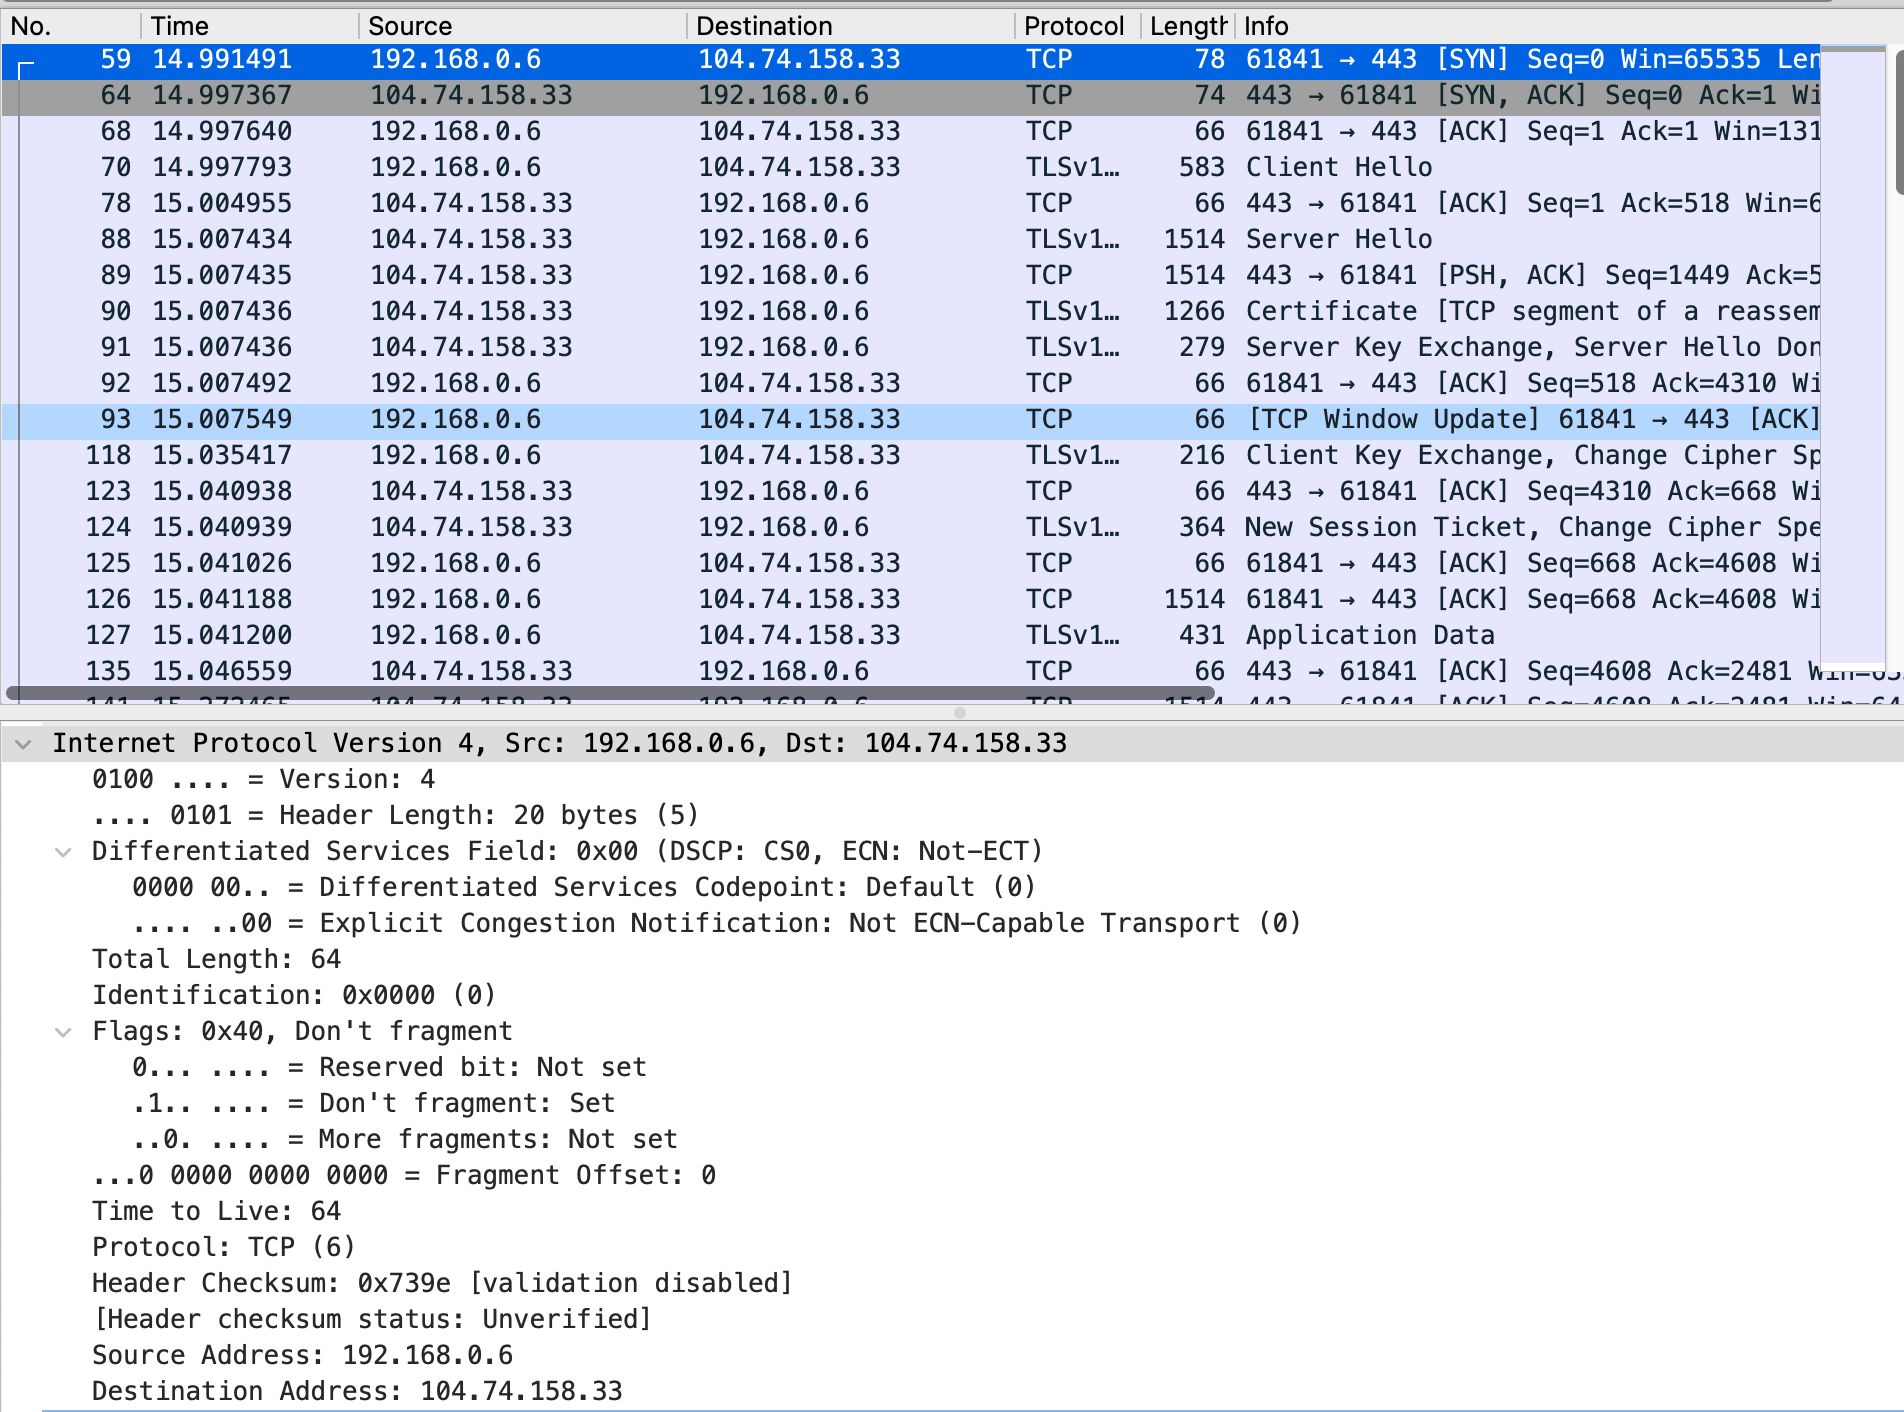 No. Time Source Destination Protocol Length Info
59 14.991491 192.168.0.6 104.74.158.33 TCP 78 61841 → 443 [SYN] Seq=0 Win=65535 Len
64 14.997367 104.74.158.33 192.168.0.6 TCP 74 443 → 61841 [SYN, ACK] Seq=0 Ack=1 Wi
68 14.997640 192.168.0.6 104.74.158.33 TCP 66 61841 → 443 [ACK] Seq=1 Ack=1 Win=131
70 14.997793 192.168.0.6 104.74.158.33 TLSv1… 583 Client Hello
78 15.004955 104.74.158.33 192.168.0.6 TCP 66 443 → 61841 [ACK] Seq=1 Ack=518 Win=6
88 15.007434 104.74.158.33 192.168.0.6 TLSv1… 1514 Server Hello
89 15.007435 104.74.158.33 192.168.0.6 TCP 1514 443 → 61841 [PSH, ACK] Seq=1449 Ack=5
90 15.007436 104.74.158.33 192.168.0.6 TLSv1… 1266 Certificate [TCP segment of a reassem
91 15.007436 104.74.158.33 192.168.0.6 TLSv1… 279 Server Key Exchange, Server Hello Don
92 15.007492 192.168.0.6 104.74.158.33 TCP 66 61841 → 443 [ACK] Seq=518 Ack=4310 Wi
93 15.007549 192.168.0.6 104.74.158.33 TCP 66 [TCP Window Update] 61841 → 443 [ACK]
118 15.035417 192.168.0.6 104.74.158.33 TLSv1… 216 Client Key Exchange, Change Cipher Sp
123 15.040938 104.74.158.33 192.168.0.6 TCP 66 443 → 61841 [ACK] Seq=4310 Ack=668 Wi
124 15.040939 104.74.158.33 192.168.0.6 TLSv1… 364 New Session Ticket, Change Cipher Spe
125 15.041026 192.168.0.6 104.74.158.33 TCP 66 61841 → 443 [ACK] Seq=668 Ack=4608 Wi
126 15.041188 192.168.0.6 104.74.158.33 TCP 1514 61841 → 443 [ACK] Seq=668 Ack=4608 Wi
127 15.041200 192.168.0.6 104.74.158.33 TLSv1… 431 Application Data
135 15.046559 104.74.158.33 192.168.0.6 TCP 66 443 → 61841 [ACK] Seq=4608 Ack=2481
Internet Protocol Version 4, Src: 192.168.0.6, Dst: 104.74.158.33
0100 .... = Version: 4
.... 0101 = Header Length: 20 bytes (5)
Differentiated Services Field: 0x00 (DSCP: CS0, ECN: Not-ECT)
0000 00.. = Differentiated Services Codepoint: Default (0)
.... ..00 = Explicit Congestion Notification: Not ECN-Capable Transport (0)
Total Length: 64
Identification: 0x0000 (0)
Flags: 0x40, Don't fragment
0... .... = Reserved bit: Not set
.1.. .... = Don't fragment: Set
..0. .... = More fragments: Not set
...0 0000 0000 0000 = Fragment Offset: 0
Time to Live: 64
Protocol: TCP (6)
Header Checksum: 0x739e [validation disabled]
[Header checksum status: Unverified]
Source Address: 192.168.0.6
Destination Address: 104.74.158.33